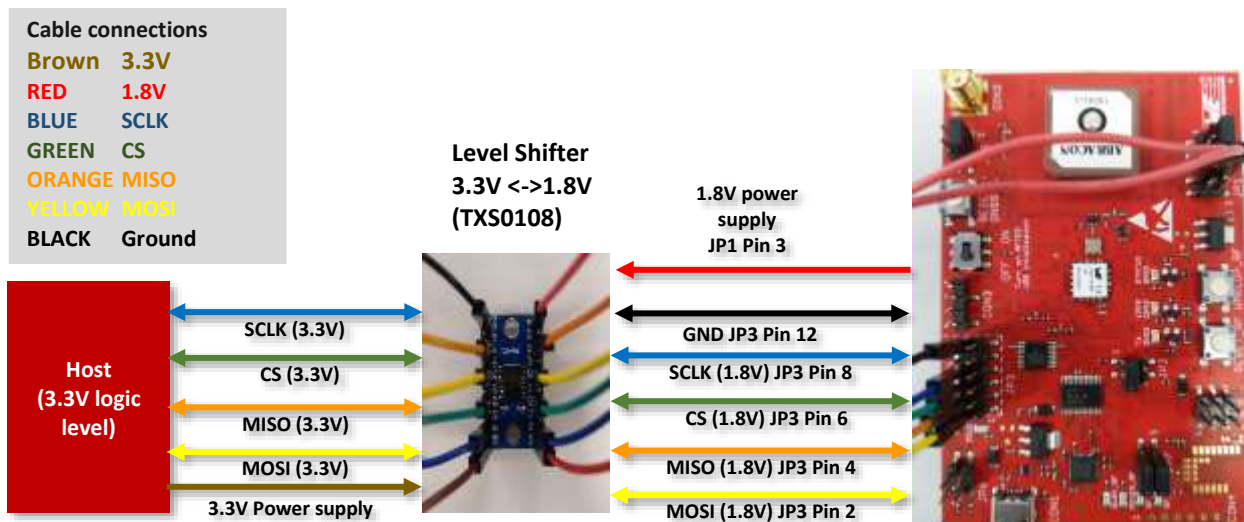 Cable connections
Brown 3.3V
RED 1.8V
BLUE SCLK
GREEN CS
ORANGE MISO
YELLOW MOSI
BLACK Ground
Level Shifter
3.3V <->1.8V
(TXS0108)
1.8V power
supply
JP1 Pin 3
Host
(3.3V logic
level)
SCLK (3.3V)
CS (3.3V)
MISO (3.3V)
MOSI (3.3V)
3.3V Power supply
GND JP3 Pin 12
SCLK (1.8V) JP3 Pin 8
CS (1.8V) JP3 Pin 6
MISO (1.8V) JP3 Pin 4
MOSI (1.8V) JP3 Pin 2
ABRACON
OFF ON